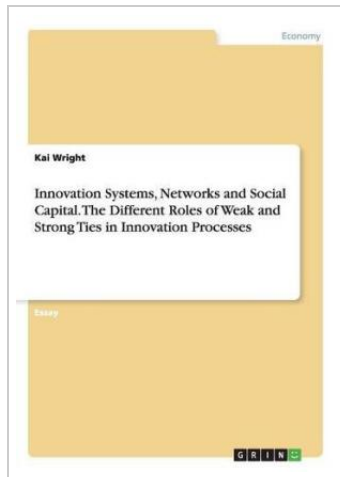 Economy
Kai Wright
Innovation Systems, Networks and Social
Capital.The Different Roles of Weak and
Strong Ties in Innovation Processes
Essay
GRIN